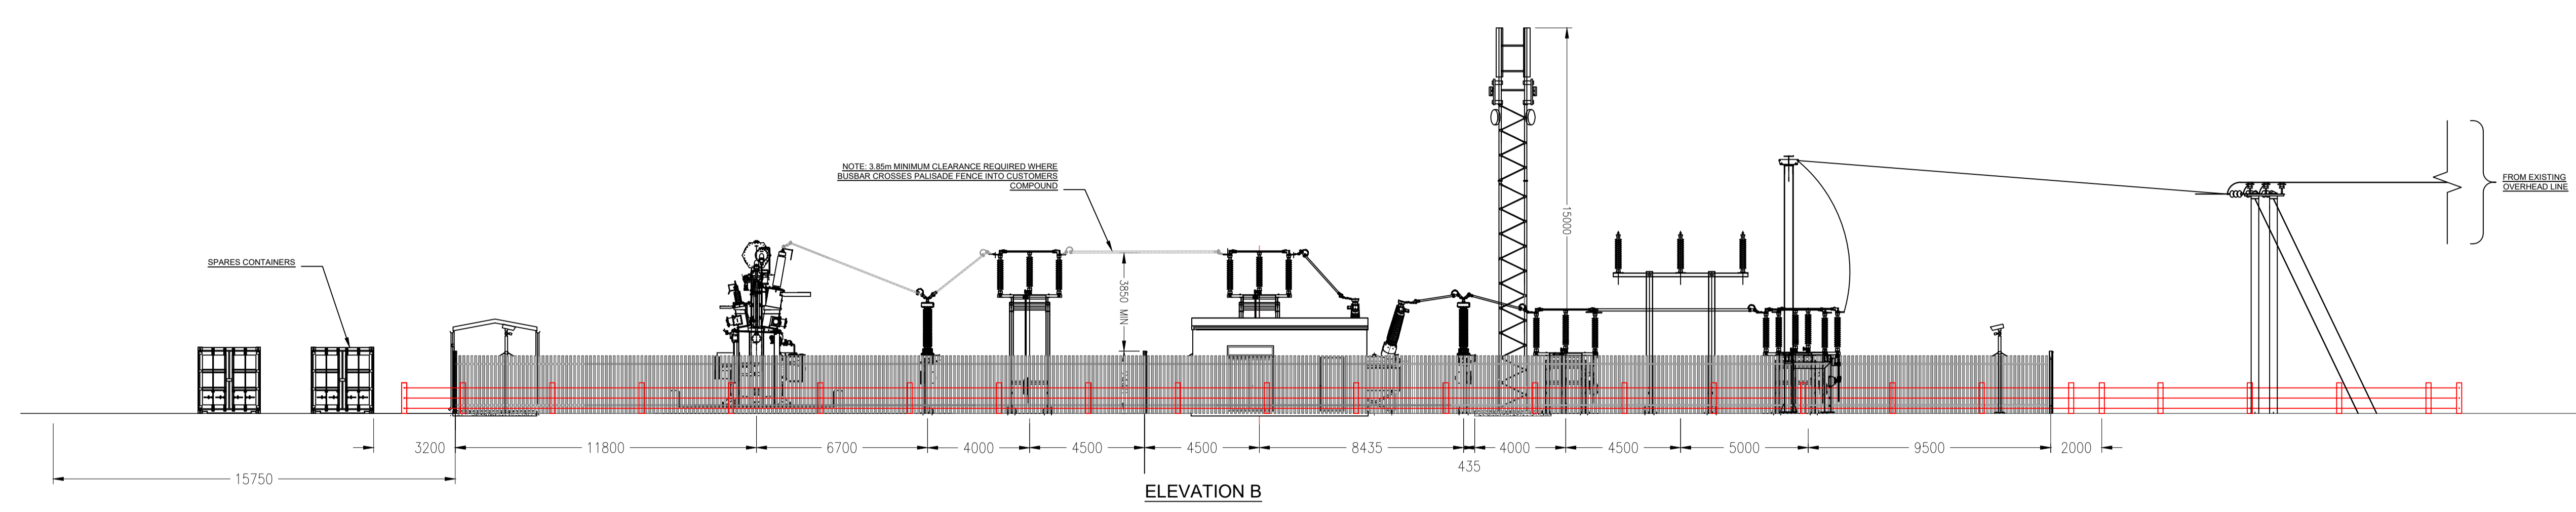 NOTE: 3.85m MINIMUM CLEARANCE REQUIRED WHERE
BUSBAR CROSSES PALISADE FENCE INTO CUSTOMERS
COMPOUND
15000
FROM EXISTING
OVERHEAD LINE
SPARES CONTAINERS
3850 MIN
3200
11800
6700
4000
4500
4500
8435
435
4000
4500
5000
9500
2000
15750
ELEVATION B